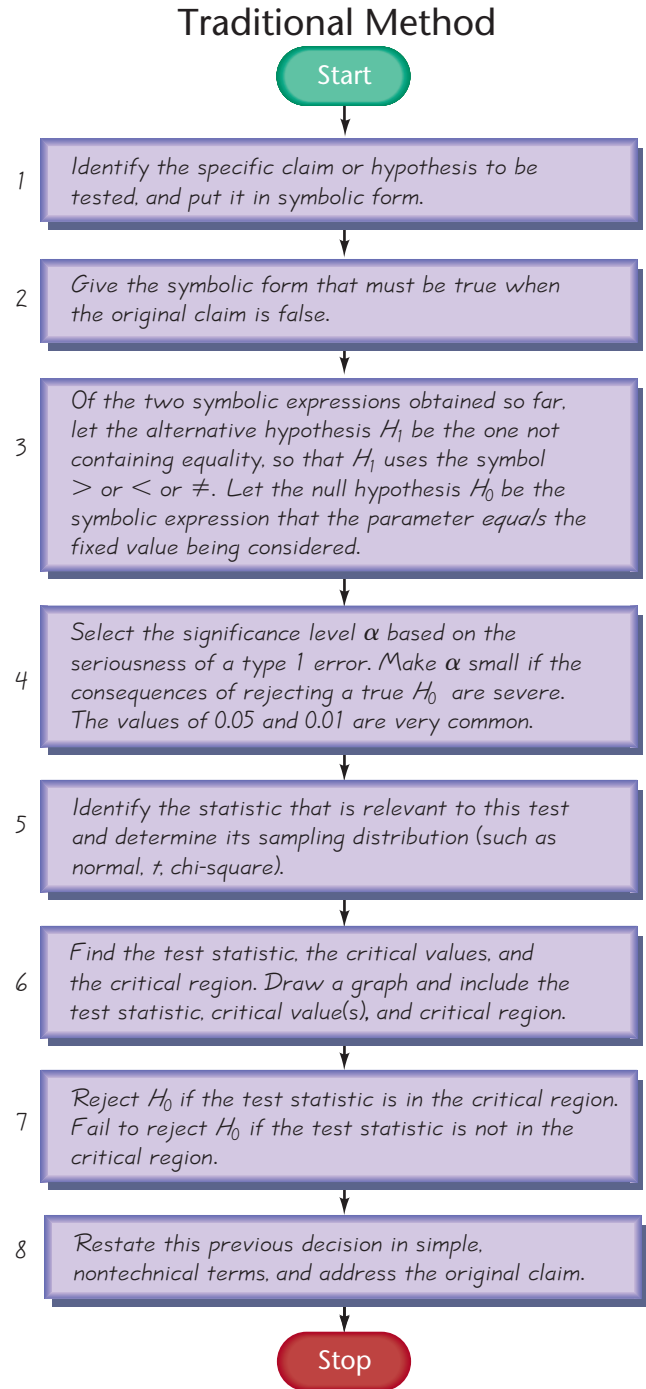 Traditional Method
Start
1
Identify the specific claim or hypothesis to be
tested, and put it in symbolic form.
2
Give the symbolic form that must be true when
the original claim is false.
3
Of the two symbolic expressions obtained so far,
let the alternative hypothesis H₁ be the one not
containing equality, so that H₁ uses the symbol
> or < or ≠. Let the null hypothesis H₀ be the
symbolic expression that the parameter equals the
fixed value being considered.
4
Select the significance level α based on the
seriousness of a type 1 error. Make α small if the
consequences of rejecting a true H₀ are severe.
The values of 0.05 and 0.01 are very common.
5
Identify the statistic that is relevant to this test
and determine its sampling distribution (such as
normal, t, chi-square).
6
Find the test statistic, the critical values, and
the critical region. Draw a graph and include the
test statistic, critical value(s), and critical region.
7
Reject H₀ if the test statistic is in the critical region.
Fail to reject H₀ if the test statistic is not in the
critical region.
8
Restate this previous decision in simple,
nontechnical terms, and address the original claim.
Stop